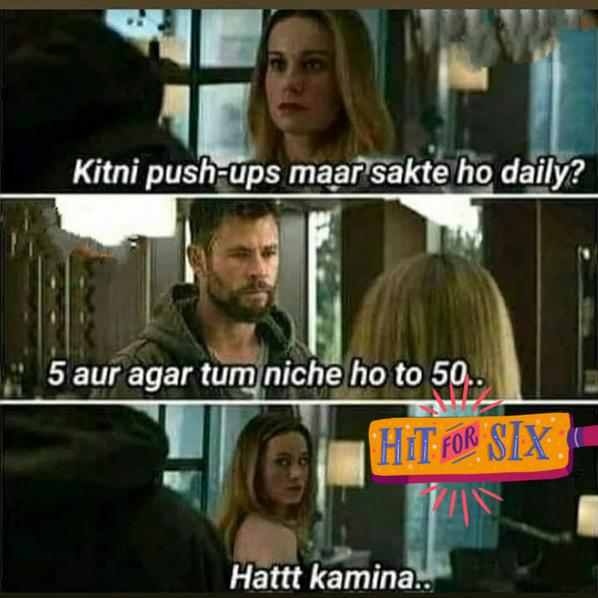 Kitni push-ups maar sakte ho daily?
5 aur agar tum niche ho to 50..
HIT FOR SIX
Hattt kamina..